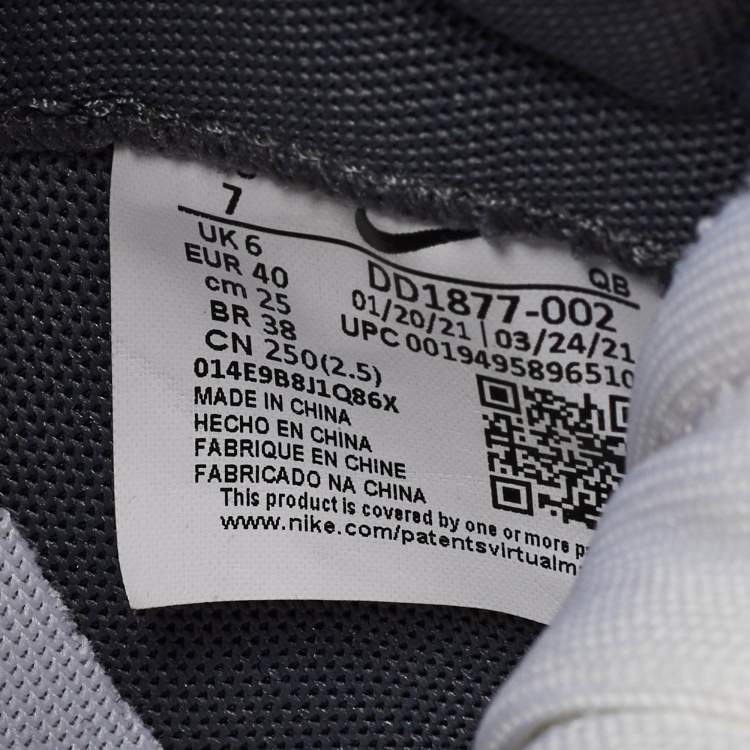 7
UK 6
EUR 40
cm 25
BR 38
CN 250(2.5)
QB
DD1877-002
01/20/21 | 03/24/21
UPC 0019495896510
014E9B8J1Q86X
MADE IN CHINA
HECHO EN CHINA
FABRIQUE EN CHINE
FABRICADO NA CHINA
This product is covered by one or more
www.nike.com/patentsvirtualma